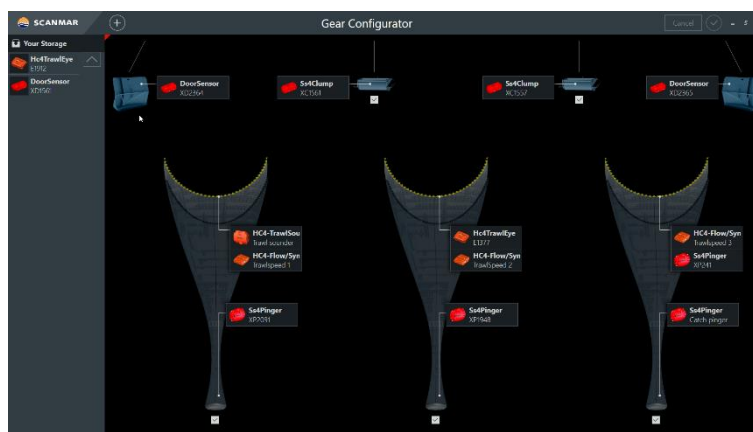 SCANMAR
Gear Configurator
Cancel
Your Storage
Hc4TrawlEye
E1912
DoorSensor
DoorSensor
XD2364
Ss4Clump
XC1561
Ss4Clump
XC1557
DoorSensor
XD2365
HC4-TrawlSou
Trawl sounder
HC4-Flow/Syn
Trawlspeed 1
Hc4TrawlEye
E1377
HC4-Flow/Syn
Trawlspeed 2
HC4-Flow/Syn
Trawlspeed 3
Ss4Pinger
XP241
Ss4Pinger
Ss4Pinger
XP1948
Ss4Pinger
Catch pinger